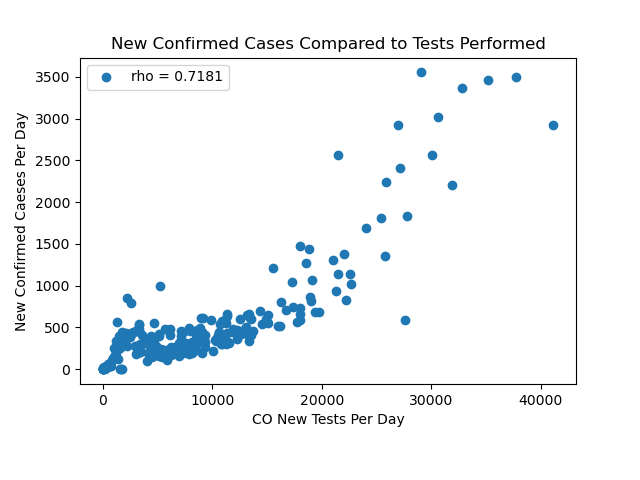 New Confirmed Cases Compared to Tests Performed
rho = 0.7181
3500
3000
2500
2000
1500
1000
500
0
New Confirmed Caeses Per Day
0 10000 20000 30000 40000
CO New Tests Per Day